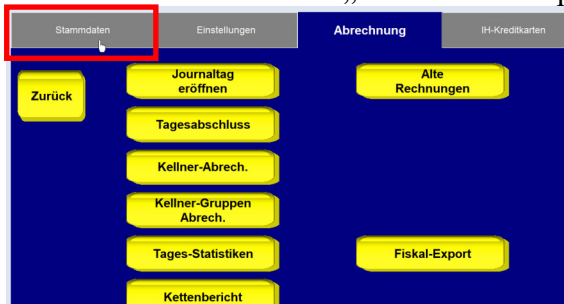 Stammdaten
Einstellungen
Abrechnung
IH-Kreditkarten
Zurück
Journaltag
eröffnen
Alte
Rechnungen
Tagesabschluss
Kellner-Abrech.
Kellner-Gruppen
Abrech.
Tages-Statistiken
Fiskal-Export
Kettenbericht